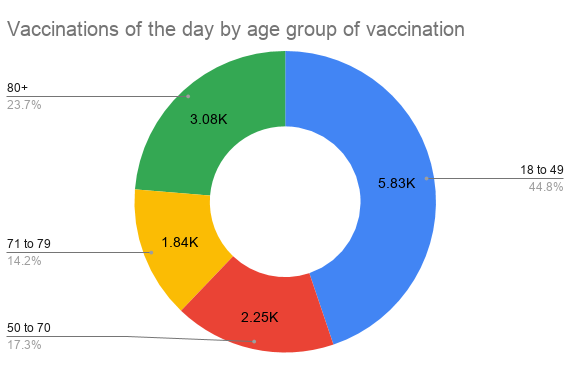 Vaccinations of the day by age group of vaccination
80+
23.7%
3.08K
18 to 49
44.8%
5.83K
71 to 79
14.2%
1.84K
50 to 70
17.3%
2.25K